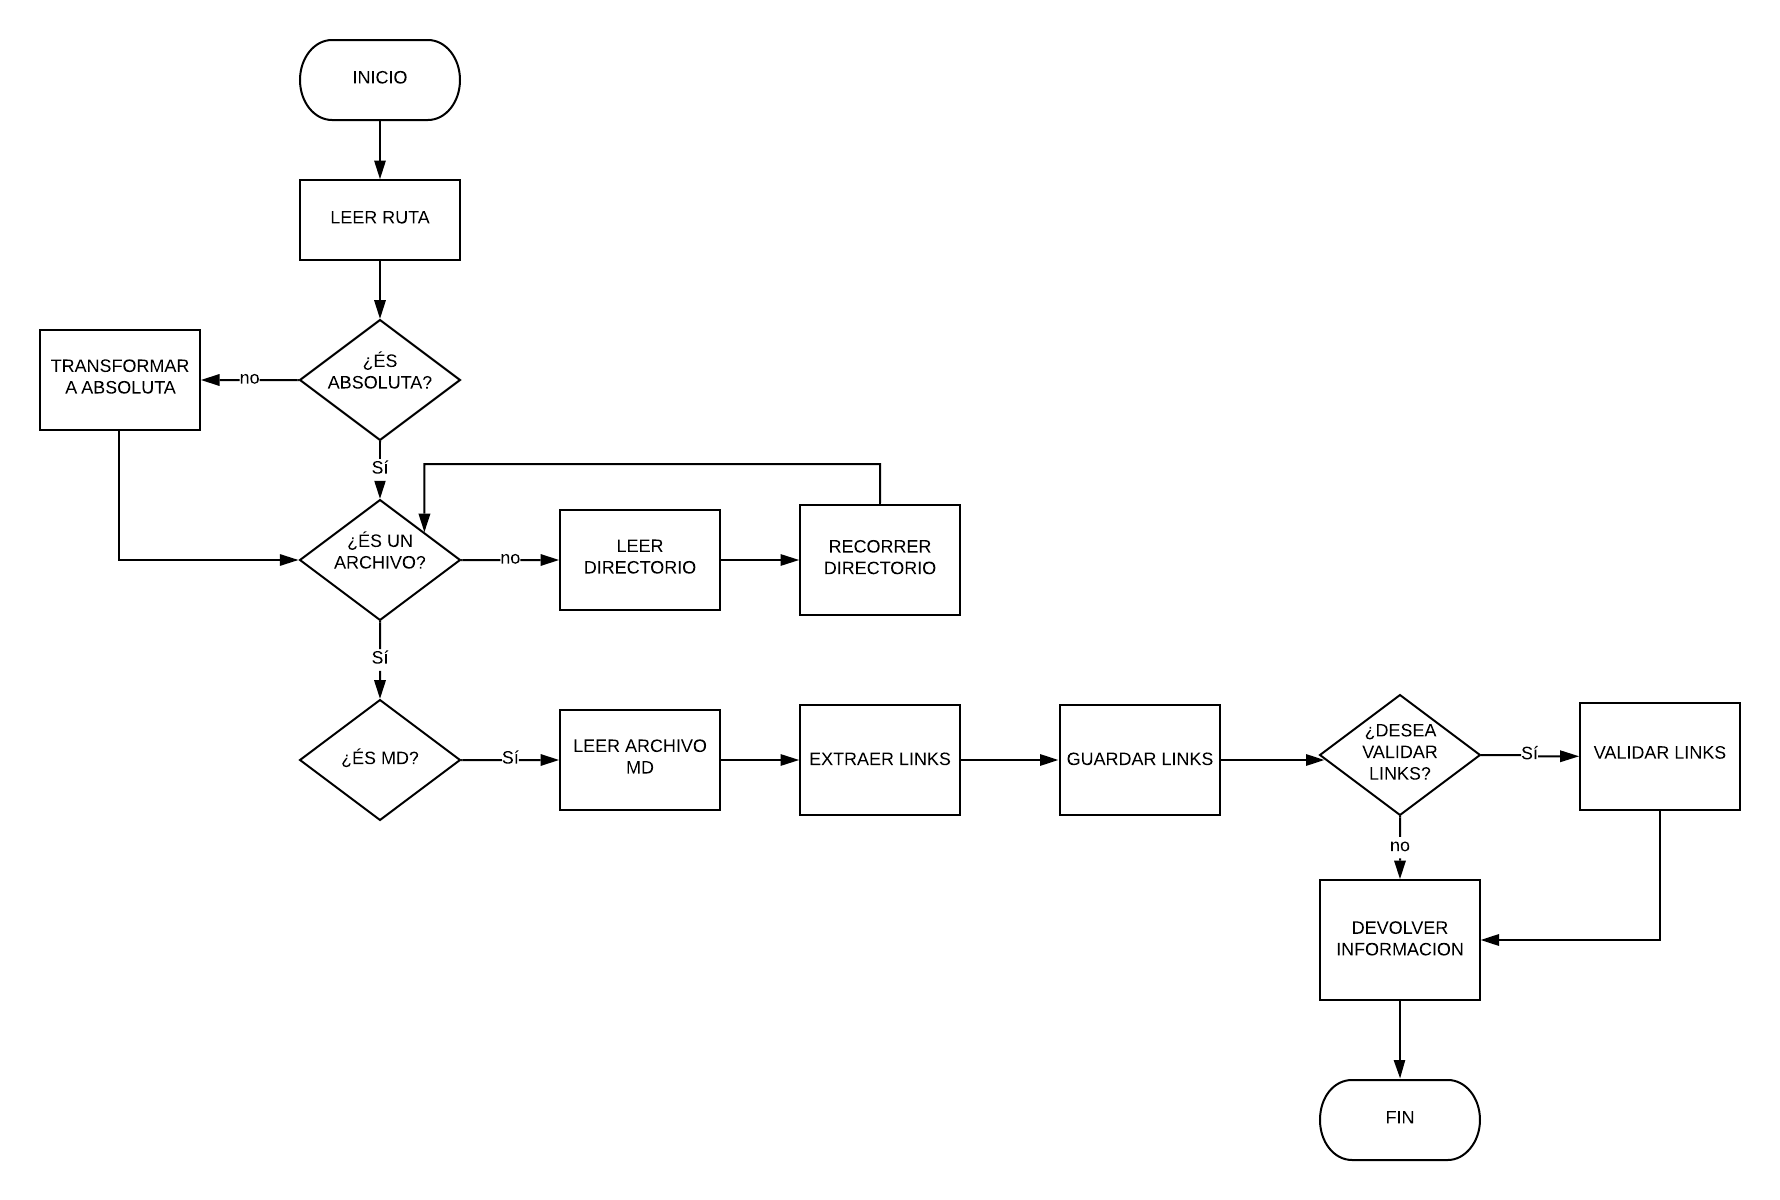 INICIO
LEER RUTA
¿ÉS
ABSOLUTA?
no
TRANSFORMAR
A ABSOLUTA
Sí
¿ÉS UN
ARCHIVO?
no
LEER
DIRECTORIO
RECORRER
DIRECTORIO
Sí
¿ÉS MD?
Sí
LEER ARCHIVO
MD
EXTRAER LINKS
GUARDAR LINKS
¿DESEA
VALIDAR
LINKS?
Sí
VALIDAR LINKS
no
DEVOLVER
INFORMACION
FIN